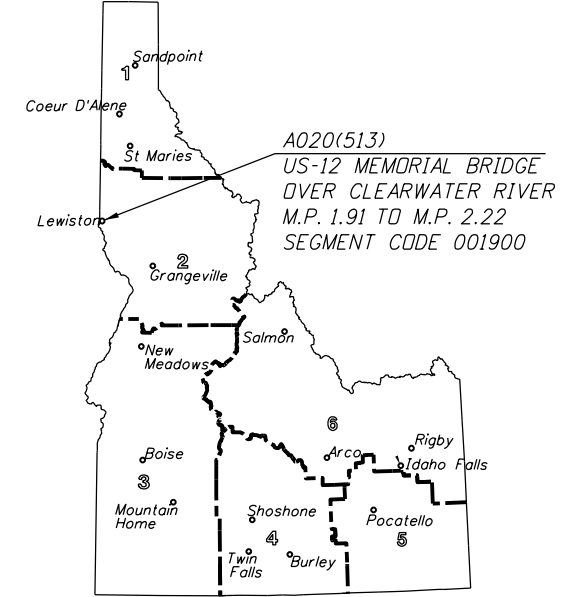 Sandpoint
1
Coeur D'Alene
St Maries
A020(513)
US-12 MEMORIAL BRIDGE
OVER CLEARWATER RIVER
M.P. 1.91 TO M.P. 2.22
SEGMENT CODE 001900
Lewiston
2
Grangeville
Salmon
New
Meadows
6
Rigby
Arco
Idaho Falls
Boise
3
Mountain
Home
Shoshone
Pocatello
4
5
Twin
Falls
Burley